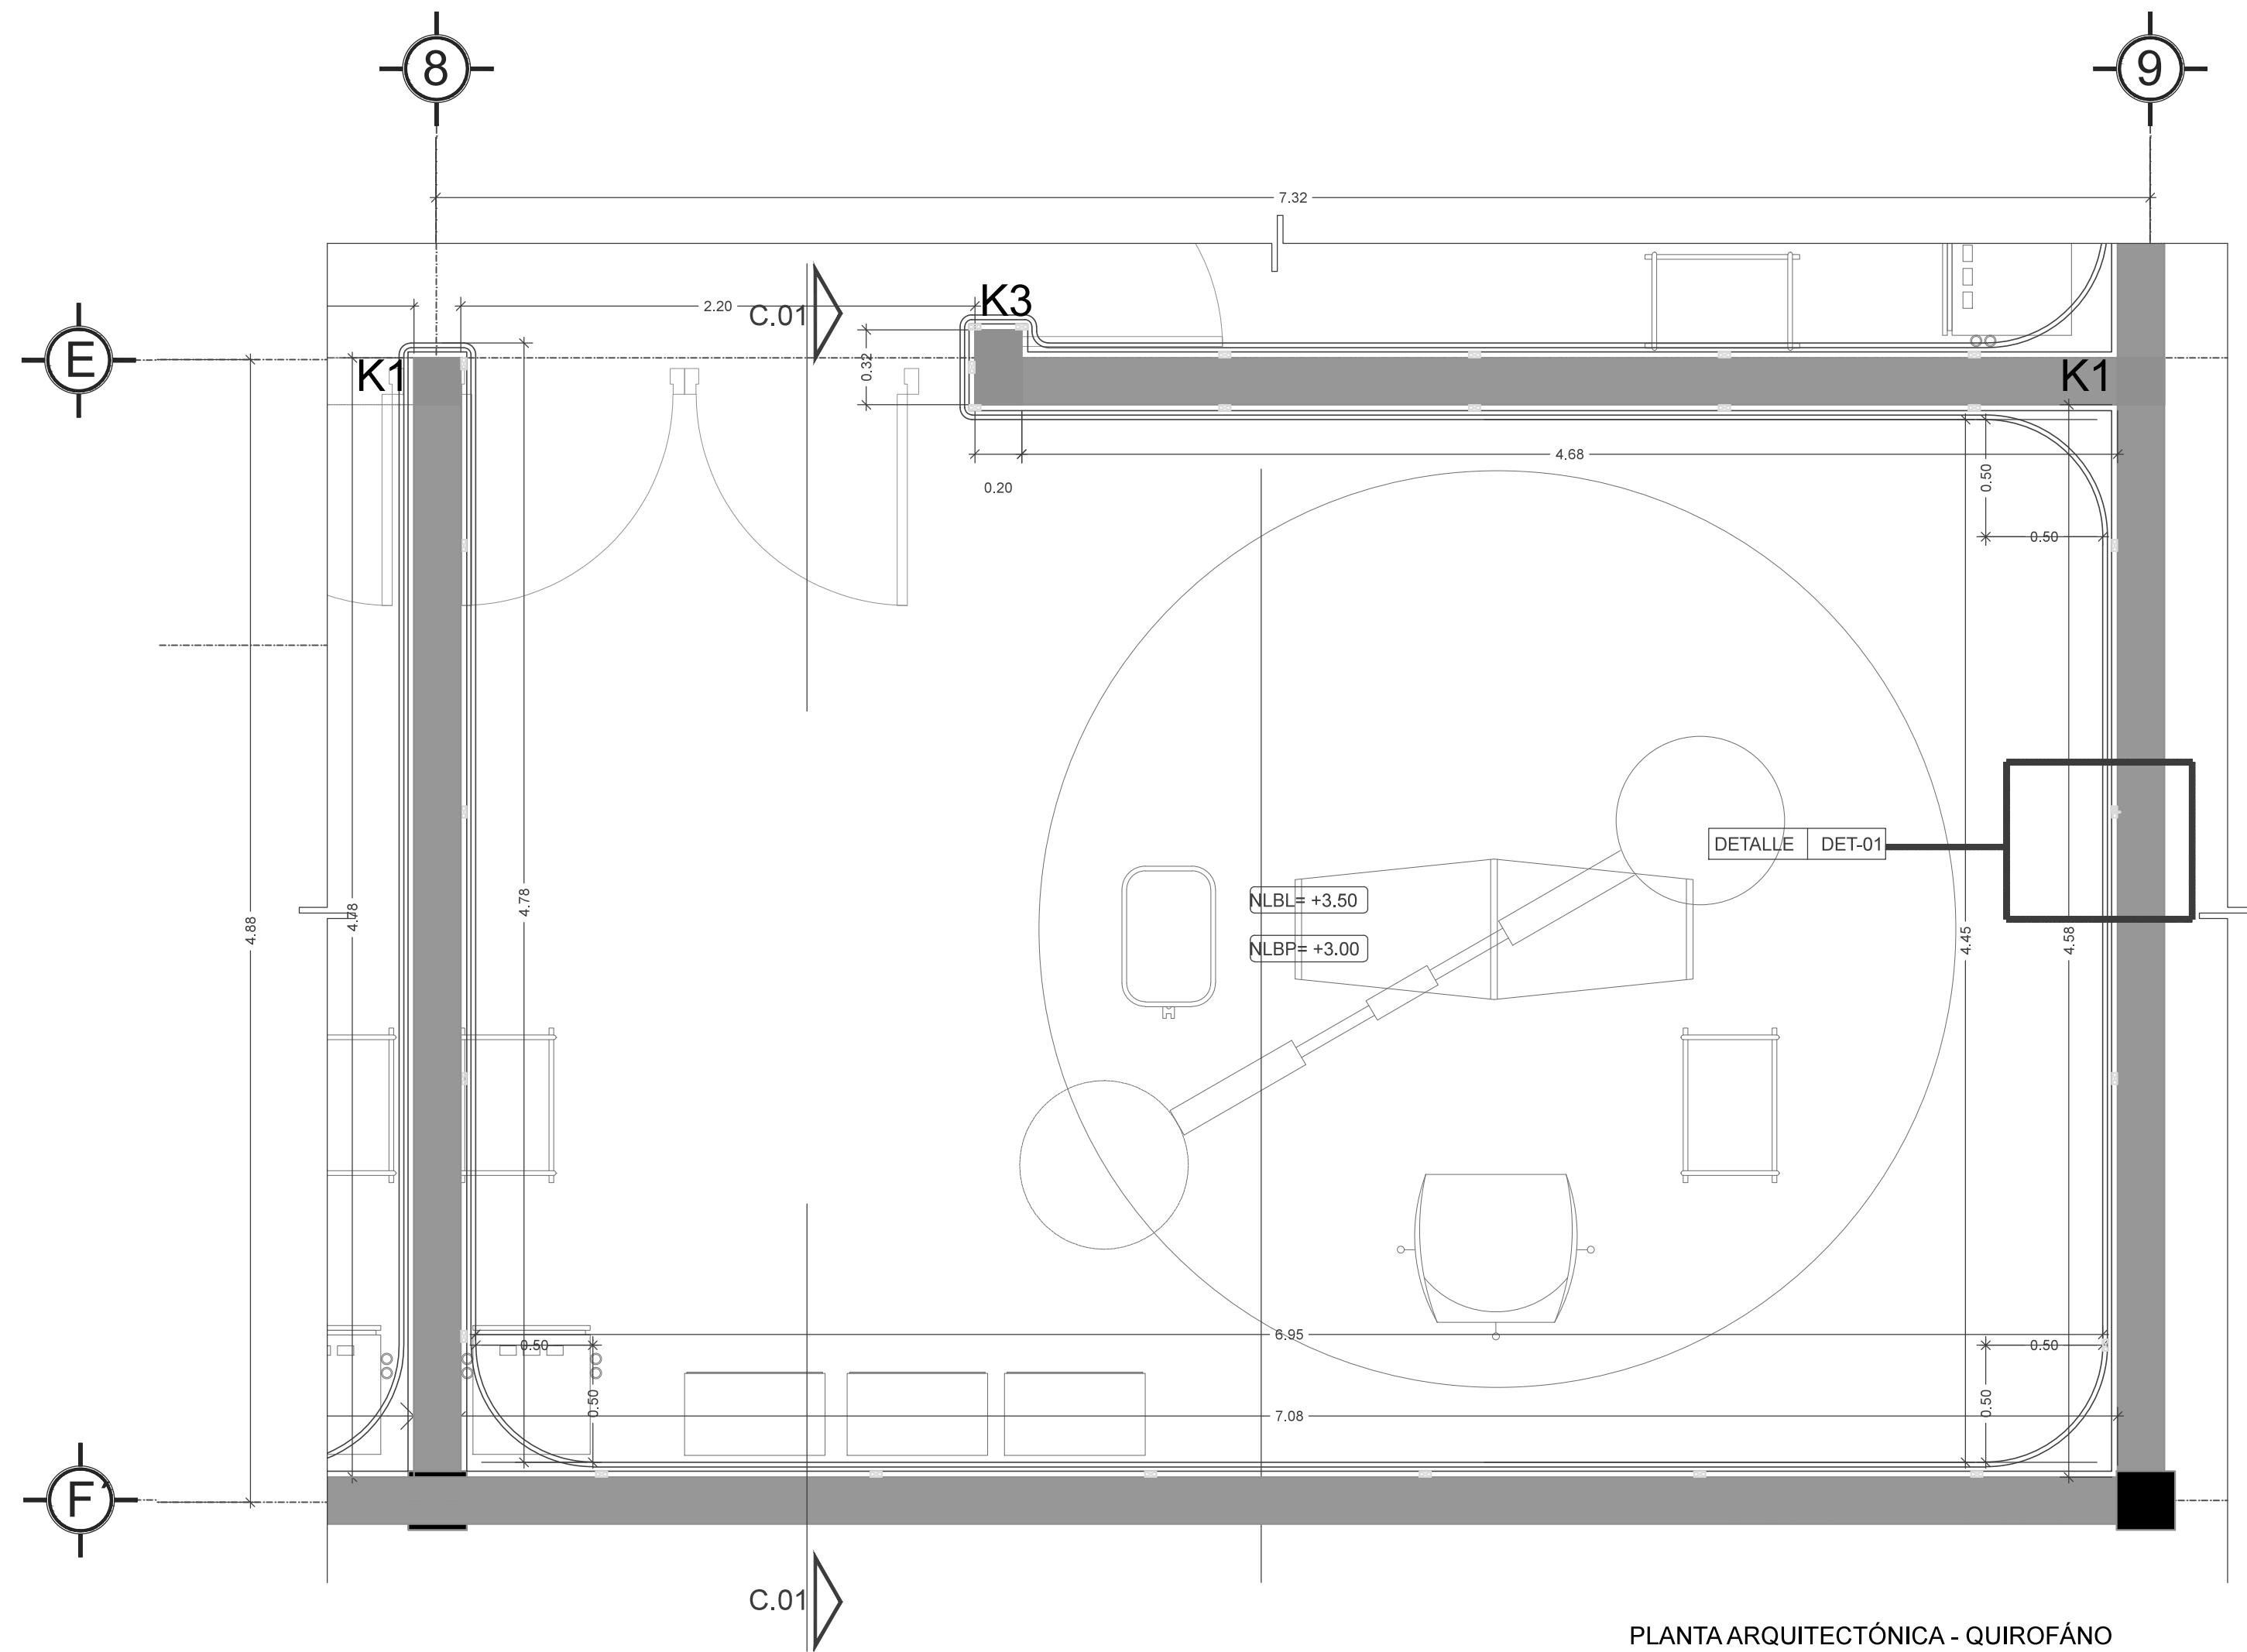 8
9
7.32
2.20
C.01
K3
E
K1
0.32
K1
4.68
0.20
0.50
0.50
DETALLE DET-01
NLBL= +3.50
NLBP= +3.00
4.88
4.78
4.78
4.45
4.58
6.95
0.50
0.50
0.50
0.50
7.08
F'
C.01
PLANTA ARQUITECTÓNICA - QUIROFÁNO